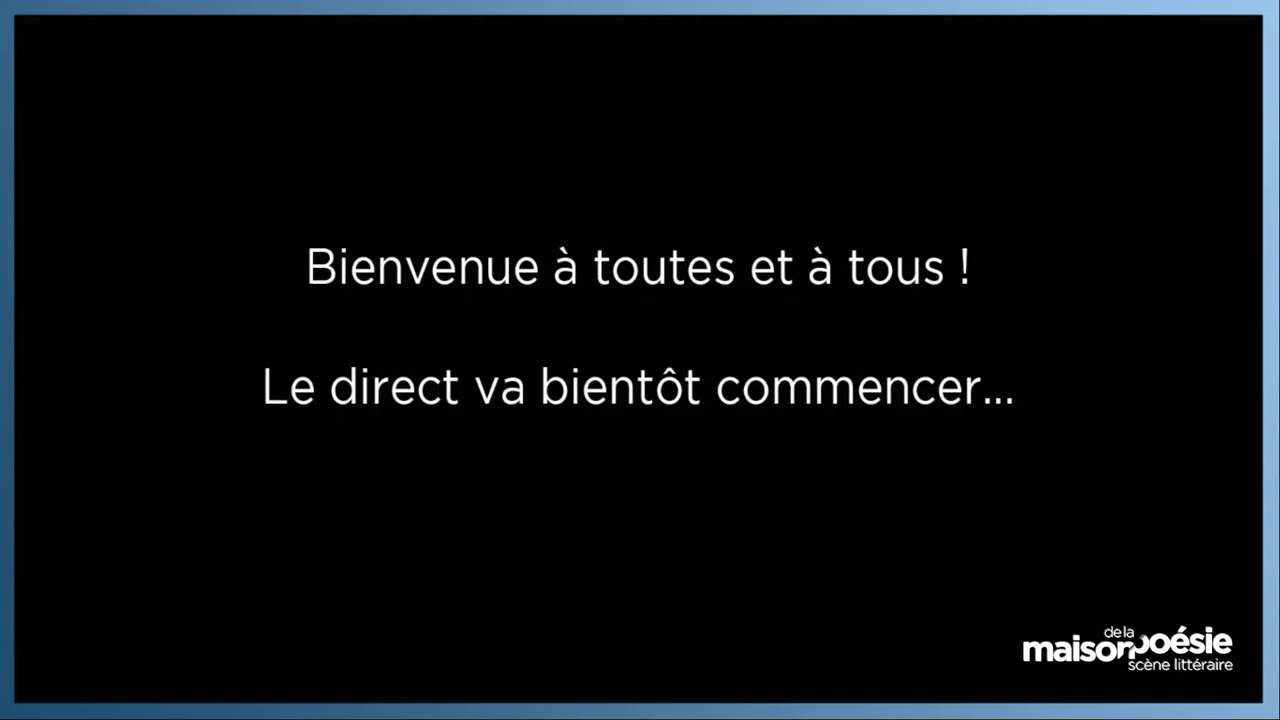 Bienvenue à toutes et à tous !
Le direct va bientôt commencer...
de la
maison poésie
scène littéraire